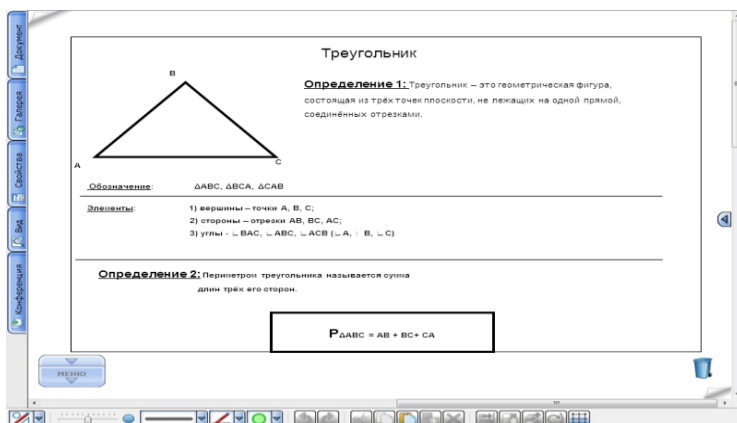 Документ
Галерея
Свойства
Вид
Конференция
Треугольник
B
A
C
Определение 1: Треугольник – это геометрическая фигура,
состоящая из трёх точек плоскости, не лежащих на одной прямой,
соединённых отрезками.
Обозначение: ΔABC, ΔBCA, ΔCAB
Элементы: 1) вершины – точки A, B, C;
2) стороны – отрезки AB, BC, AC;
3) углы - ∟BAC, ∟ABC, ∟ACB (∟A, ∟B, ∟C)
Определение 2: Периметром треугольника называется сумма
длин трёх его сторон.
PΔABC = AB + BC+ CA
МЕНЮ